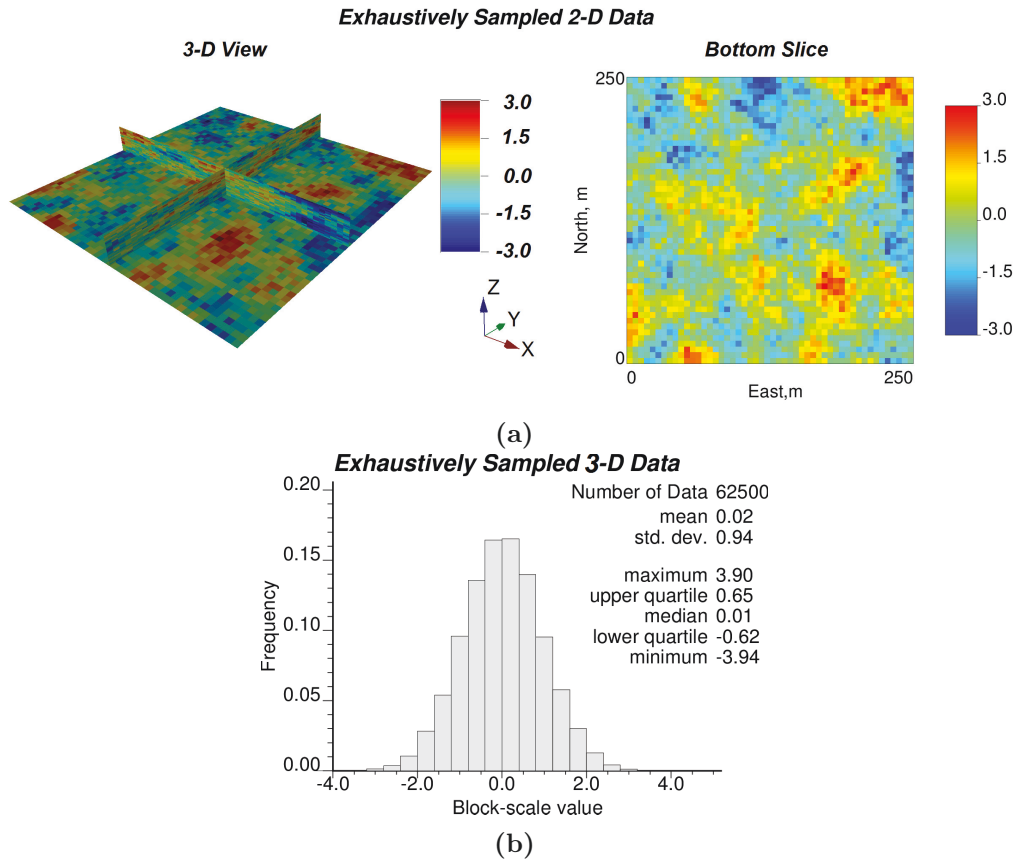 Exhaustively Sampled 2-D Data
3-D View
Bottom Slice
3.0
1.5
0.0
-1.5
-3.0
Z
Y
X
250
North, m
0
0
250
East,m
3.0
1.5
0.0
-1.5
-3.0
(a)
Exhaustively Sampled 3-D Data
0.20
0.15
0.10
0.05
0.00
Frequency
-4.0 -2.0 0.0 2.0 4.0
Block-scale value
Number of Data 62500
mean 0.02
std. dev. 0.94
maximum 3.90
upper quartile 0.65
median 0.01
lower quartile -0.62
minimum -3.94
(b)